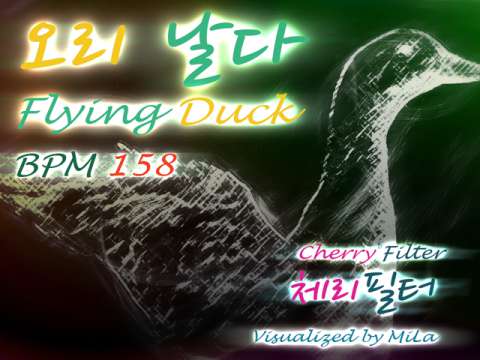 오리 날다
Flying Duck
BPM 158
Cherry Filter
체리필터
Visualized by MiLa